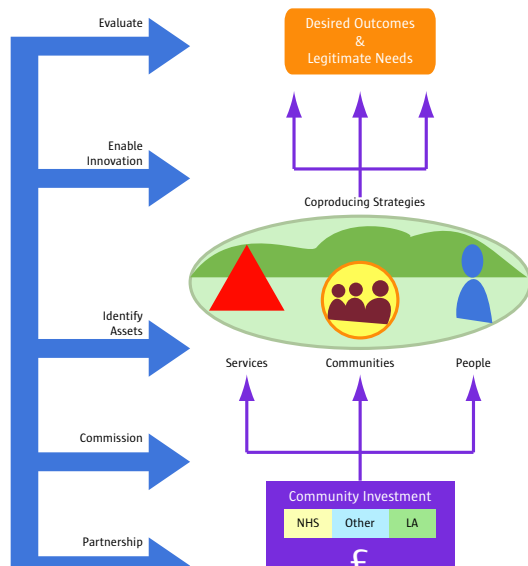 Evaluate
Desired Outcomes
&
Legitimate Needs
Enable
Innovation
Coproducing Strategies
Identify
Assets
Services
Communities
People
Commission
Community Investment
NHS
Other
LA
Partnership
£